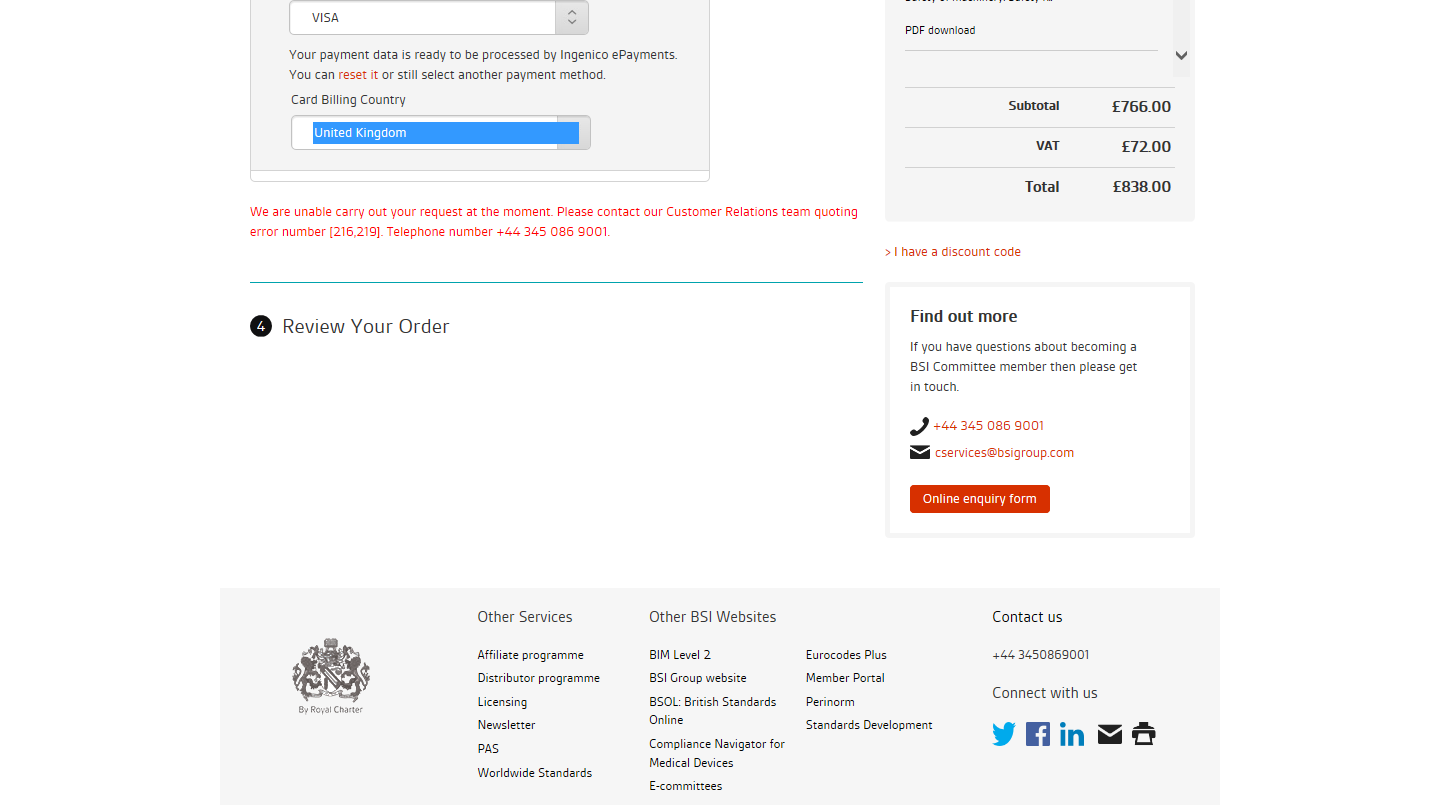 VISA
Your payment data is ready to be processed by Ingenico ePayments.
You can reset it or still select another payment method.
Card Billing Country
United Kingdom
We are unable carry out your request at the moment. Please contact our Customer Relations team quoting
error number [216,219]. Telephone number +44 345 086 9001.
4 Review Your Order
PDF download
Subtotal £766.00
VAT £72.00
Total £838.00
> I have a discount code
Find out more
If you have questions about becoming a
BSI Committee member then please get
in touch.
+44 345 086 9001
cservices@bsigroup.com
Online enquiry form
By Royal Charter
Other Services
Affiliate programme
Distributor programme
Licensing
Newsletter
PAS
Worldwide Standards
Other BSI Websites
BIM Level 2
BSI Group website
BSOL: British Standards
Online
Compliance Navigator for
Medical Devices
E-committees
Eurocodes Plus
Member Portal
Perinorm
Standards Development
Contact us
+44 3450869001
Connect with us